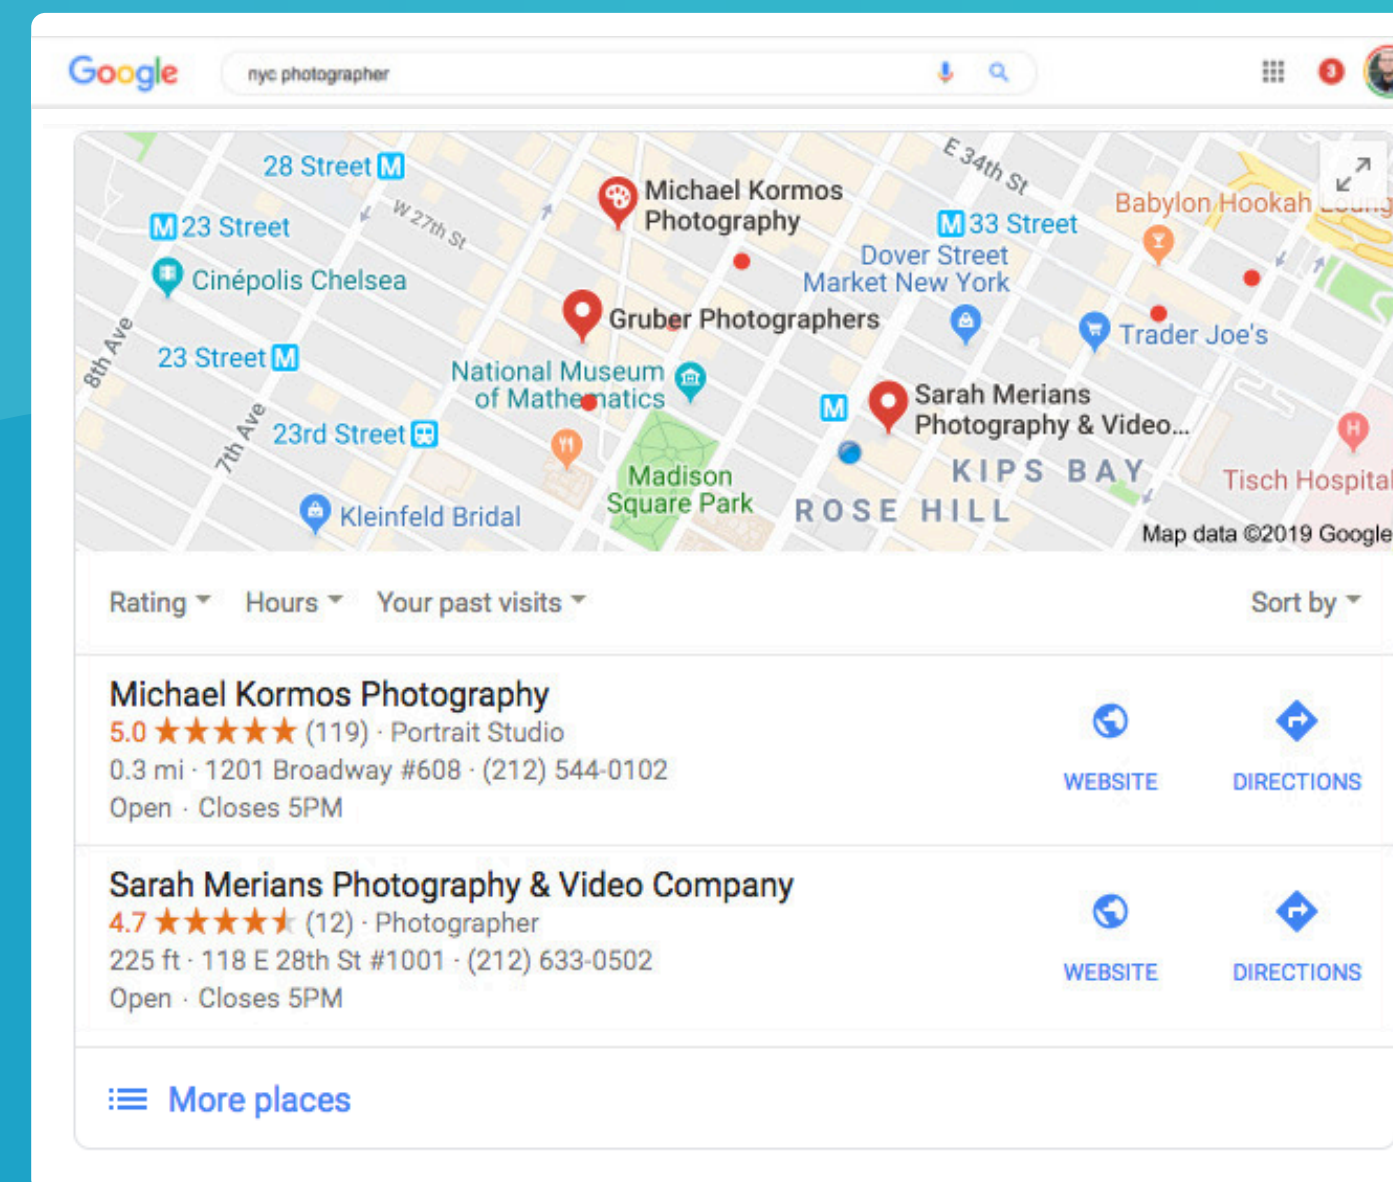 Google
nyc photographer
3
28 Street M
W 27th St
M 23 Street
Cinépolis Chelsea
8th Ave
23 Street M
7th Ave
23rd Street
Kleinfeld Bridal
Michael Kormos
Photography
Gruber Photographers
National Museum
of Mathematics
Madison
Square Park
E 34th St
M 33 Street
Dover Street
Market New York
Babylon Hookah Loung
Trader Joe's
M
Sarah Merians
Photography & Video...
KIPS BAY
ROSE HILL
H
Tisch Hospital
Map data ©2019 Google
Rating Hours Your past visits Sort by
Michael Kormos Photography
5.0 ★★★★★ (119) · Portrait Studio
0.3 mi · 1201 Broadway #608 · (212) 544-0102
Open · Closes 5PM
WEBSITE DIRECTIONS
Sarah Merians Photography & Video Company
4.7 (12) · Photographer
225 ft · 118 E 28th St #1001 · (212) 633-0502
Open · Closes 5PM
WEBSITE DIRECTIONS
More places